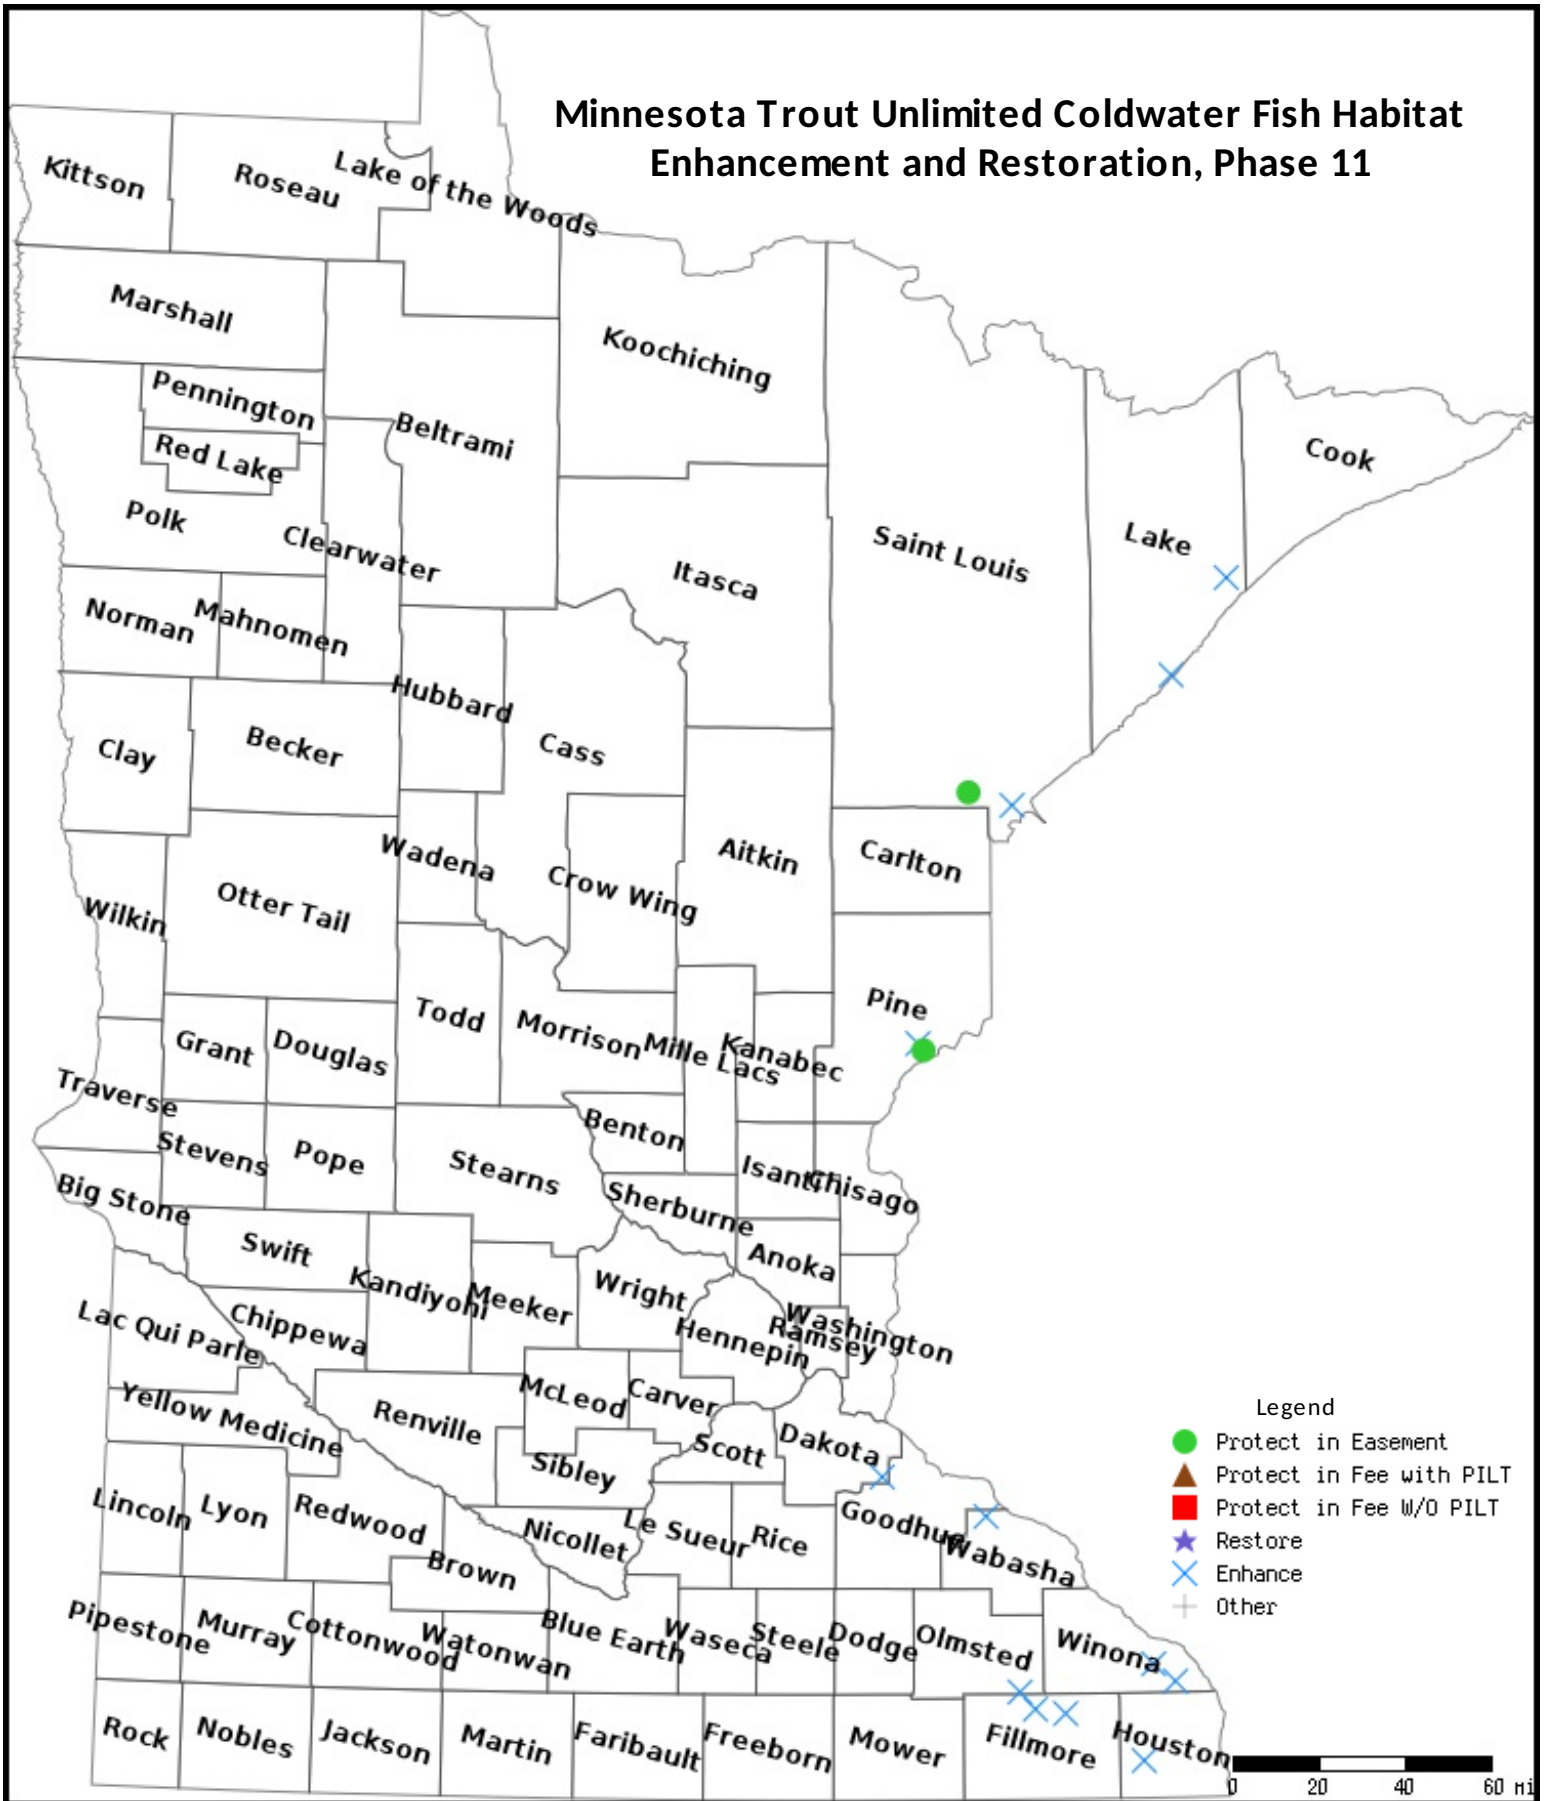 Minnesota Trout Unlimited Coldwater Fish Habitat
Enhancement and Restoration, Phase 11
Kittson
Roseau
Lake of the Woods
Marshall
Koochiching
Pennington
Beltrami
Red Lake
Cook
Polk
Clearwater
Saint Louis
Lake
Itasca
Norman
Mahnomen
Hubbard
Cass
Clay
Becker
Wadena
Aitkin
Carlton
Crow Wing
Otter Tail
Wilkin
Pine
Todd
Morrison
Mille Lacs
Kanabec
Grant
Douglas
Traverse
Benton
Stevens
Pope
Stearns
Isanti
Chisago
Big Stone
Sherburne
Swift
Anoka
Kandiyohi
Meeker
Wright
Washington
Ramsey
Hennepin
Lac Qui Parle
Chippewa
McLeod
Carver
Yellow Medicine
Renville
Scott
Dakota
Sibley
Lincoln
Lyon
Redwood
Nicollet
Le Sueur
Rice
Goodhue
Wabasha
Brown
Pipestone
Murray
Cottonwood
Watonwan
Blue Earth
Waseca
Steele
Dodge
Olmsted
Winona
Rock
Nobles
Jackson
Martin
Faribault
Freeborn
Mower
Fillmore
Houston
Legend
Protect in Easement
Protect in Fee with PILT
Protect in Fee W/O PILT
Restore
Enhance
Other
0 20 40 60 mi